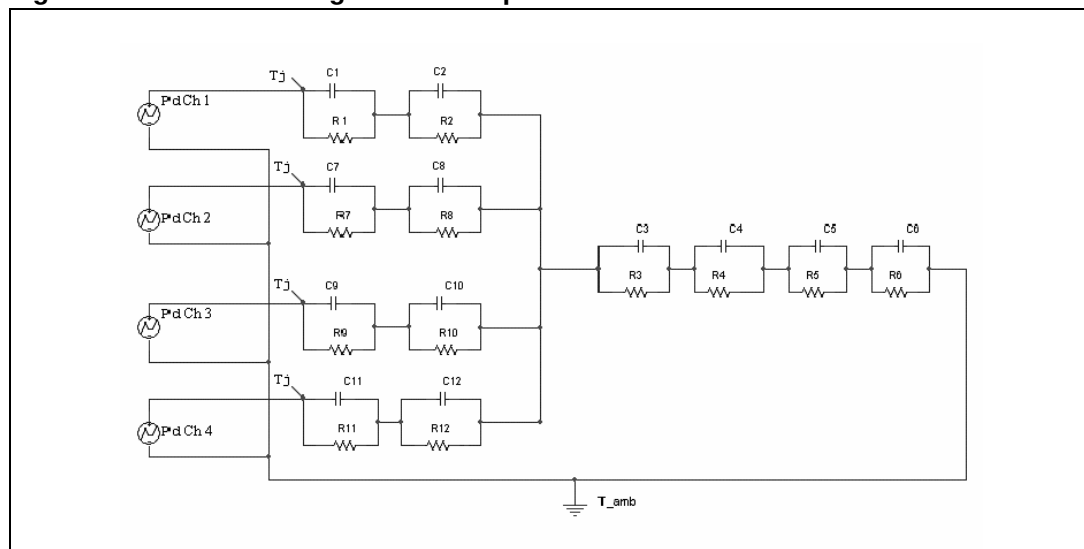 Tj C1 C2
PdCh1
R1 R2
Tj C7 C8
PdCh2 R7 R8
C3 C4 C5 C6
R3 R4 R5 R6
Tj C9 C10
PdCh3
R9 R10
Tj C11 C12
PdCh4 R11 R12
T_amb